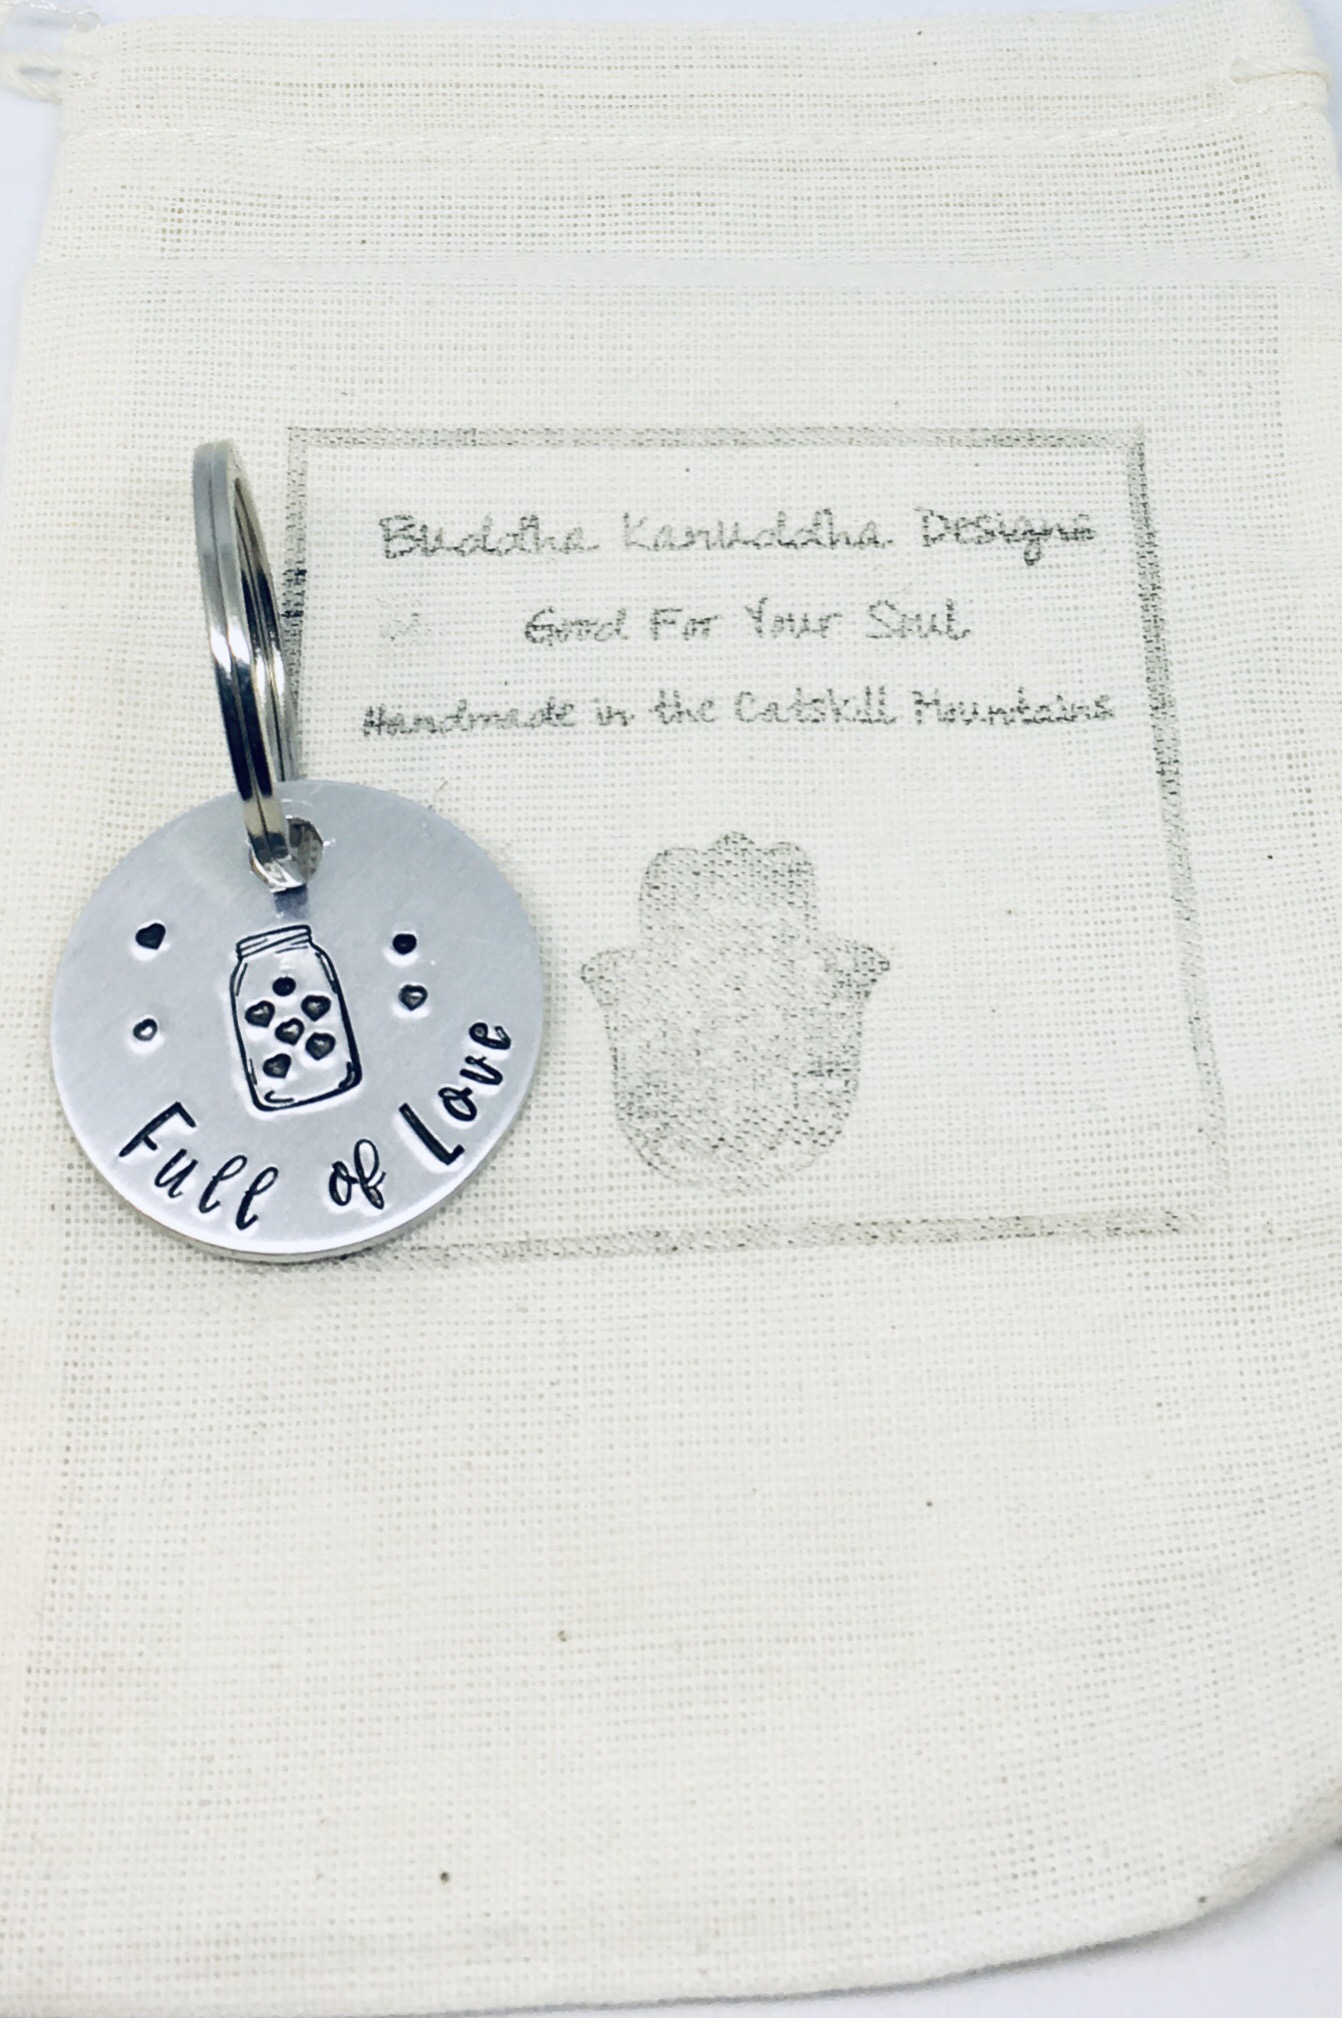 Buddha Karuddha Designs
Good For Your Soul
Handmade in the Catskill Mountains
Full of Love